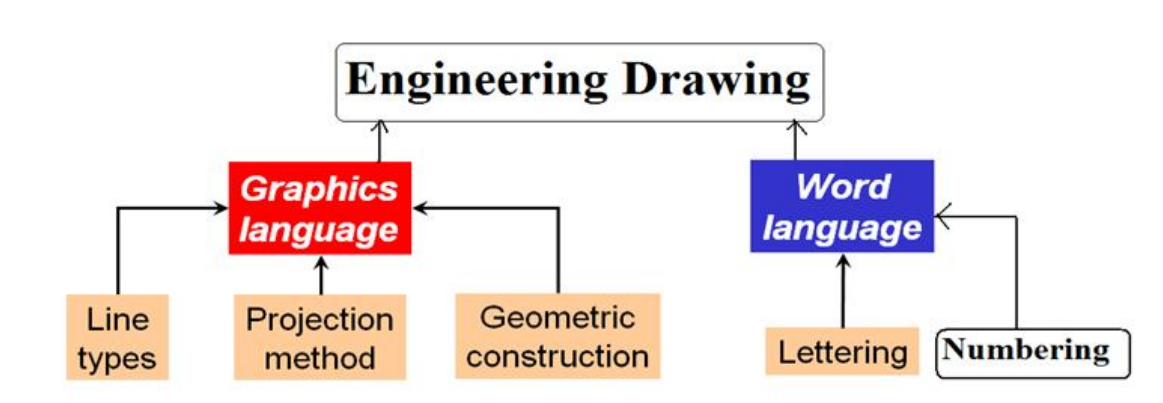 Engineering Drawing
Graphics
language
Word
language
Line
types
Projection
method
Geometric
construction
Lettering
Numbering